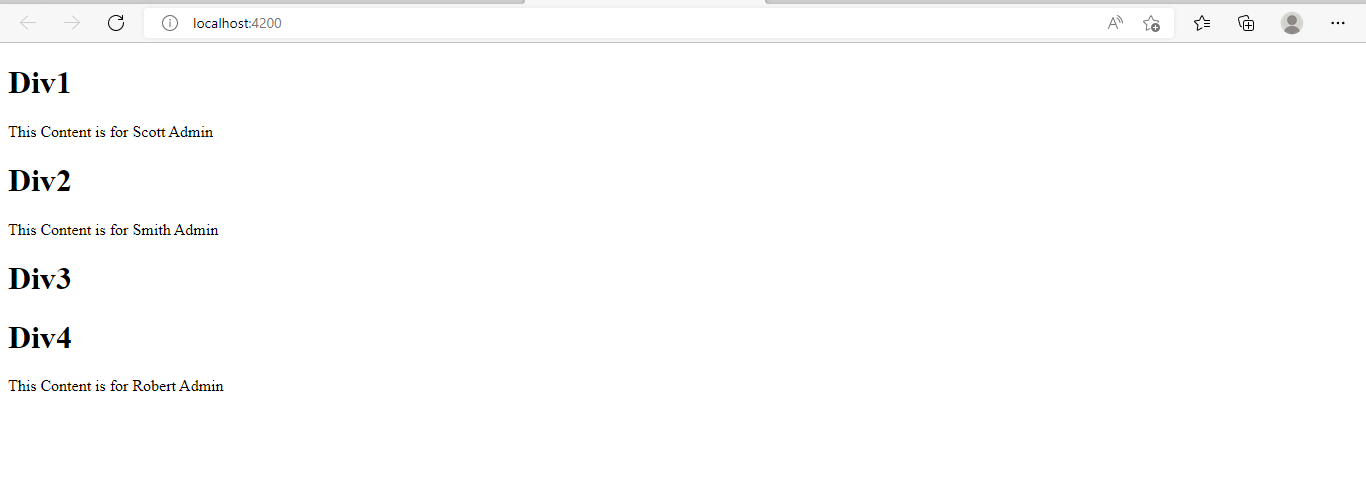 localhost:4200
Div1
This Content is for Scott Admin
Div2
This Content is for Smith Admin
Div3
Div4
This Content is for Robert Admin